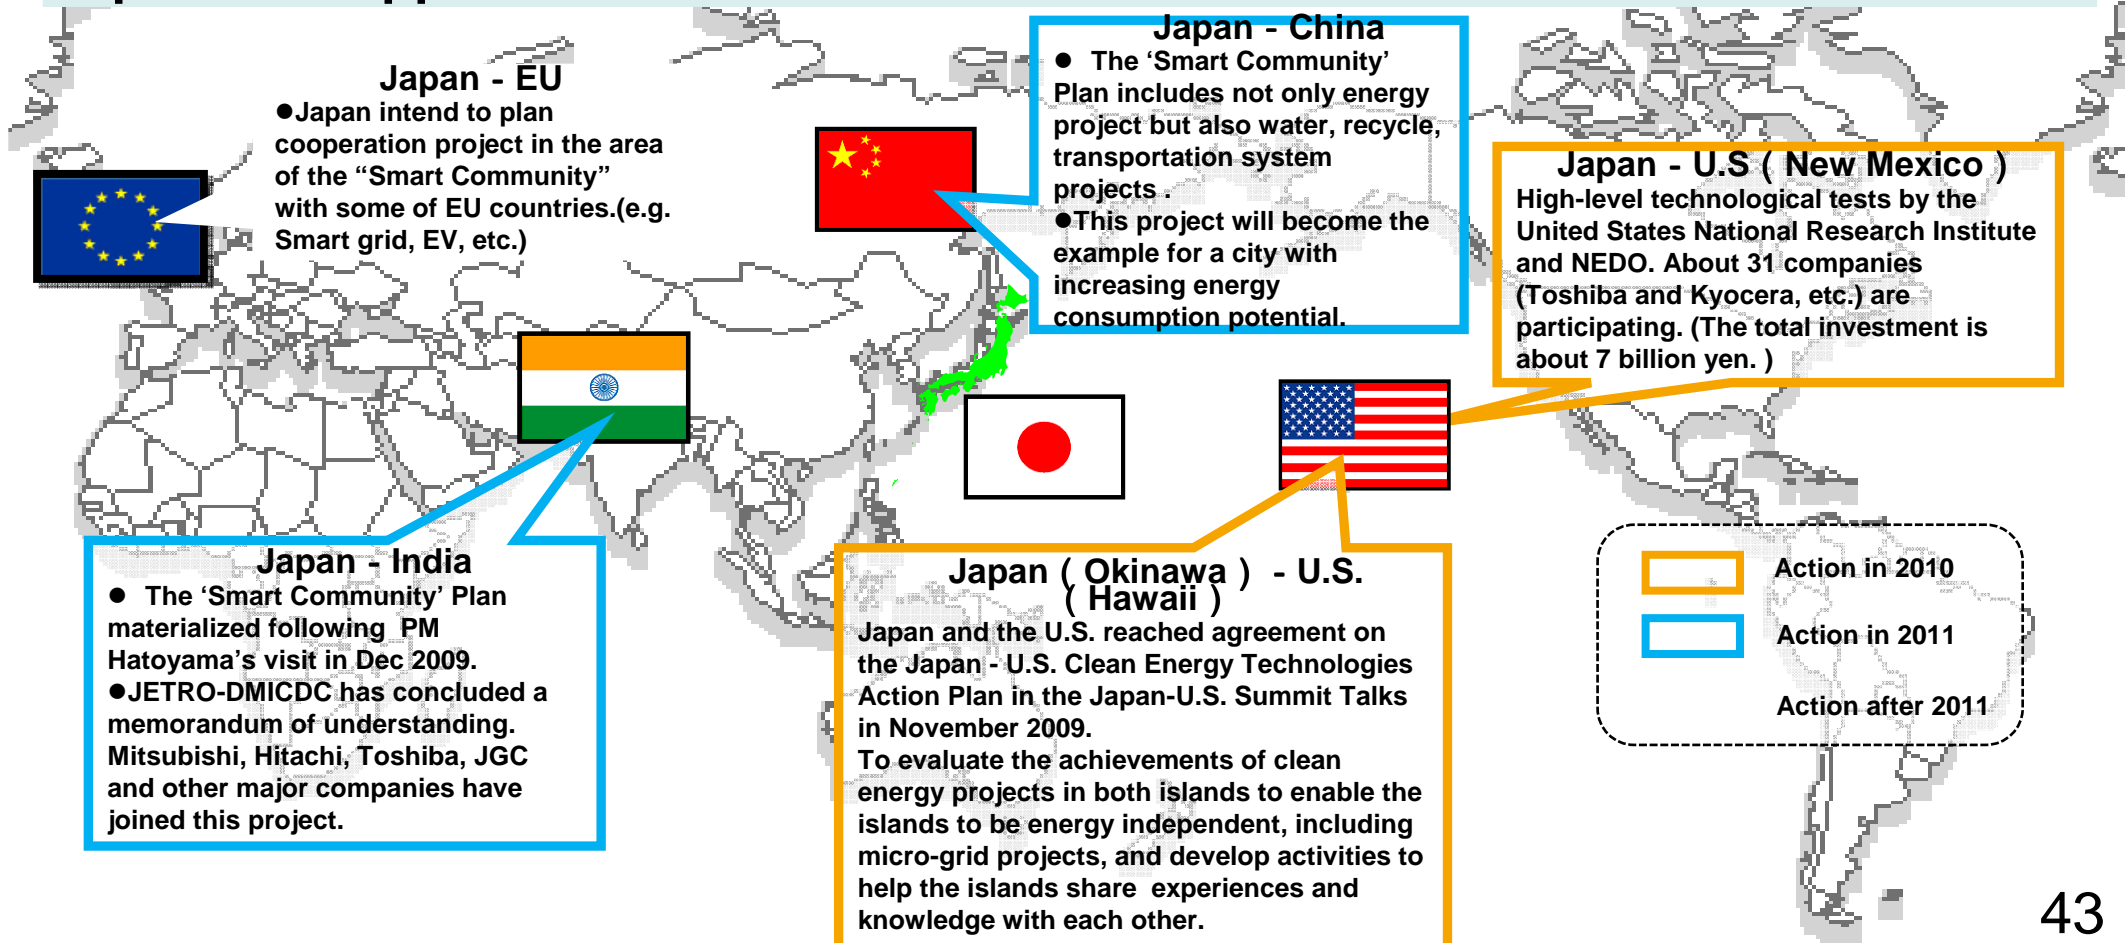 Japan - EU
●Japan intend to plan
cooperation project in the area
of the “Smart Community”
with some of EU countries.(e.g.
Smart grid, EV, etc.)
Japan - China
● The ‘Smart Community’
Plan includes not only energy
project but also water, recycle,
transportation system
projects .
●This project will become the
example for a city with
increasing energy
consumption potential.
Japan - U.S ( New Mexico )
High-level technological tests by the
United States National Research Institute
and NEDO. About 31 companies
(Toshiba and Kyocera, etc.) are
participating. (The total investment is
about 7 billion yen. )
Japan - India
● The ‘Smart Community’ Plan
materialized following PM
Hatoyama’s visit in Dec 2009.
●JETRO-DMICDC has concluded a
memorandum of understanding.
Mitsubishi, Hitachi, Toshiba, JGC
and other major companies have
joined this project.
Japan ( Okinawa ) - U.S.
( Hawaii )
Japan and the U.S. reached agreement on
the Japan - U.S. Clean Energy Technologies
Action Plan in the Japan-U.S. Summit Talks
in November 2009.
To evaluate the achievements of clean
energy projects in both islands to enable the
islands to be energy independent, including
micro-grid projects, and develop activities to
help the islands share experiences and
knowledge with each other.
Action in 2010
Action in 2011
Action after 2011
43